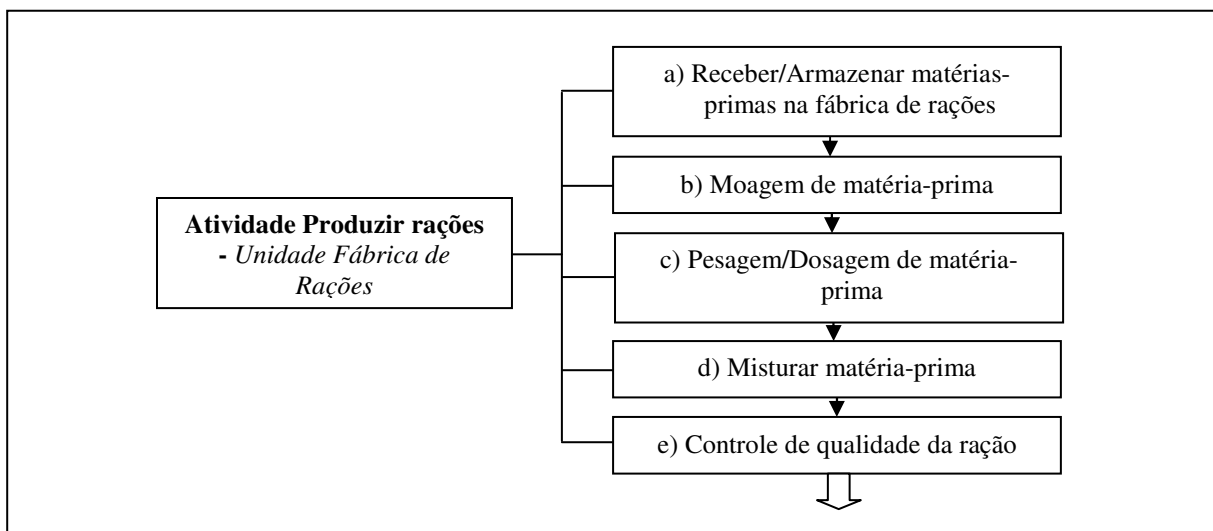 a) Receber/Armazenar matérias-
primas na fábrica de rações
b) Moagem de matéria-prima
Atividade Produzir rações
- Unidade Fábrica de
Rações
c) Pesagem/Dosagem de matéria-
prima
d) Misturar matéria-prima
e) Controle de qualidade da ração